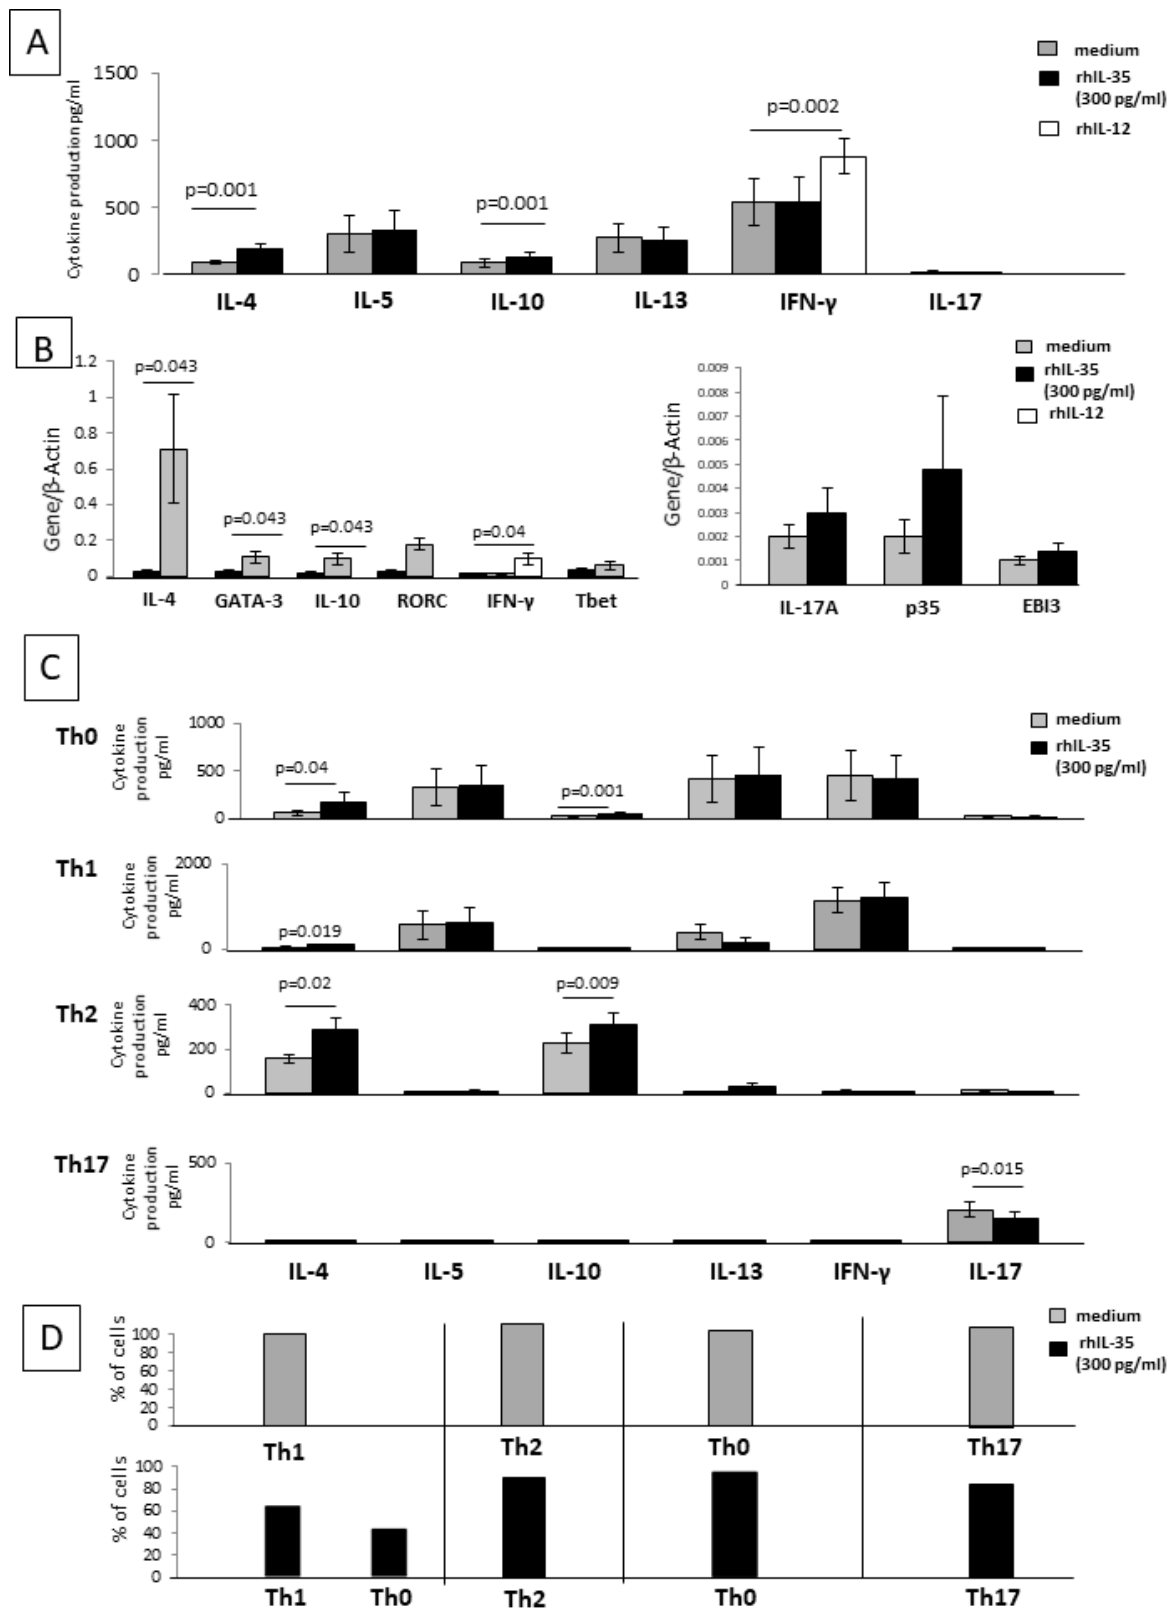 A
Cytokine production pg/ml
1500
1000
500
0
p=0.001
p=0.001
p=0.002
medium
rhIL-35
(300 pg/ml)
rhIL-12
IL-4 IL-5 IL-10 IL-13 IFN-γ IL-17
B
Gene/β-Actin
1.2
1
0.8
0.6
0.4
0.2
0
p=0.043
p=0.043
p=0.043
p=0.04
IL-4 GATA-3 IL-10 RORC IFN-γ Tbet
Gene/β-Actin
0.009
0.008
0.007
0.006
0.005
0.004
0.003
0.002
0.001
0
medium
rhIL-35
(300 pg/ml)
rhIL-12
IL-17A p35 EBI3
C
Th0
Cytokine
production
pg/ml
1000
500
0
p=0.04
p=0.001
medium
rhIL-35
(300 pg/ml)
Th1
Cytokine
production
pg/ml
2000
0
p=0.019
Th2
Cytokine
production
pg/ml
400
200
0
p=0.02
p=0.009
Th17
Cytokine
production
pg/ml
500
0
p=0.015
IL-4 IL-5 IL-10 IL-13 IFN-γ IL-17
D
% of cells
100
80
60
40
20
0
medium
rhIL-35
(300 pg/ml)
Th1 Th2 Th0 Th17
% of cells
100
80
60
40
20
0
Th1 Th0 Th2 Th0 Th17